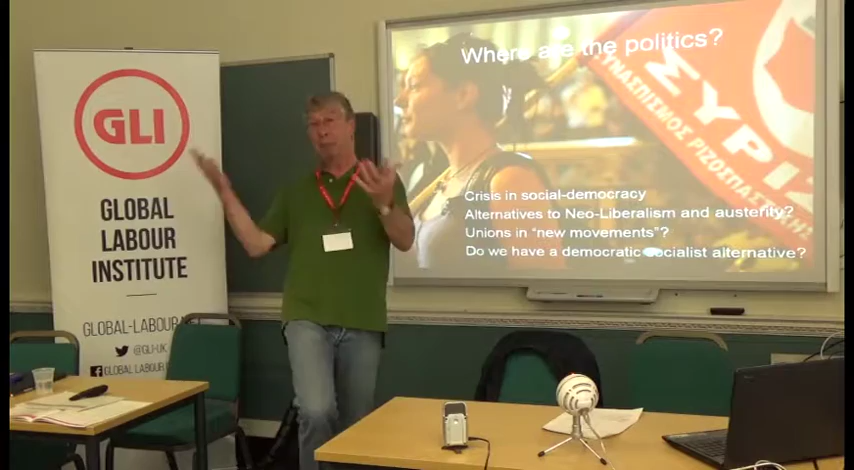 GLI
GLOBAL
LABOUR
INSTITUTE
@GLI-UK
Where are the politics?
Crisis in social-democracy
Alternatives to Neo-Liberalism and austerity?
Unions in "new movements"?
Do we have a democratic socialist alternative?